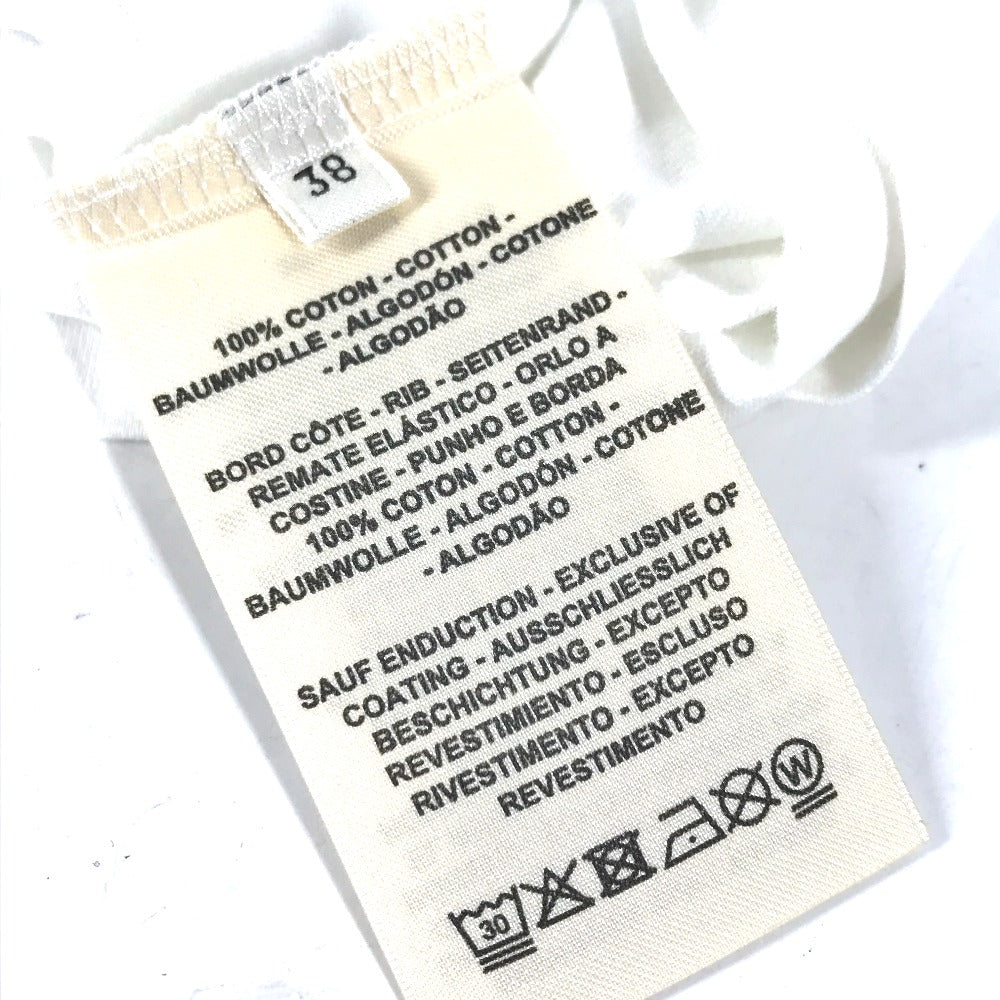 38
100% COTON - COTTON -
BAUMWOLLE - ALGODÓN - COTONE
- ALGODÃO
BORD CÔTE - RIB - SEITENRAND -
REMATE ELÁSTICO - ORLO A
COSTINE - PUNHO E BORDA
100% COTON - COTTON -
BAUMWOLLE - ALGODÓN - COTONE
- ALGODÃO
SAUF ENDUCTION - EXCLUSIVE OF
COATING - AUSSCHLIESSLICH
BESCHICHTUNG - EXCEPTO
REVESTIMIENTO - ESCLUSO
RIVESTIMENTO - EXCEPTO
REVESTIMENTO
30 W